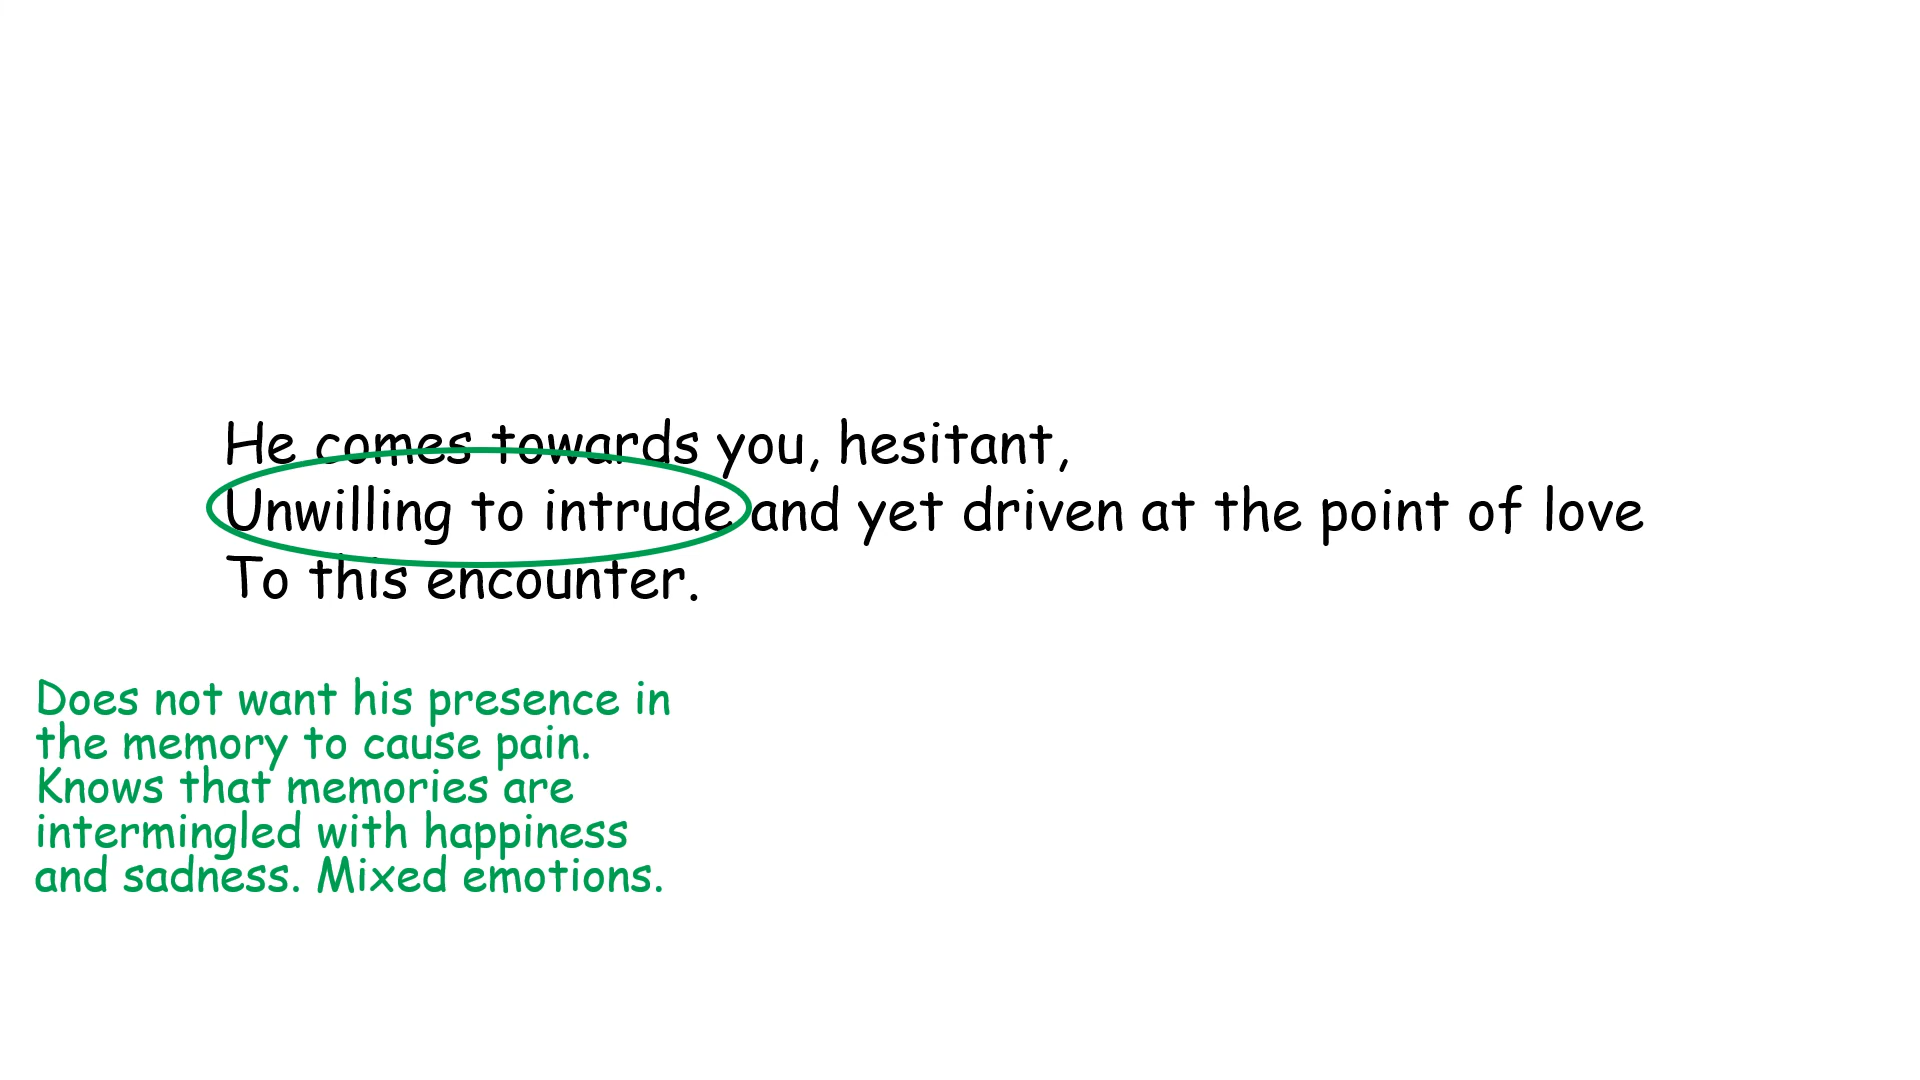 He comes towards you, hesitant,
Unwilling to intrude and yet driven at the point of love
To this encounter.
Does not want his presence in
the memory to cause pain.
Knows that memories are
intermingled with happiness
and sadness. Mixed emotions.